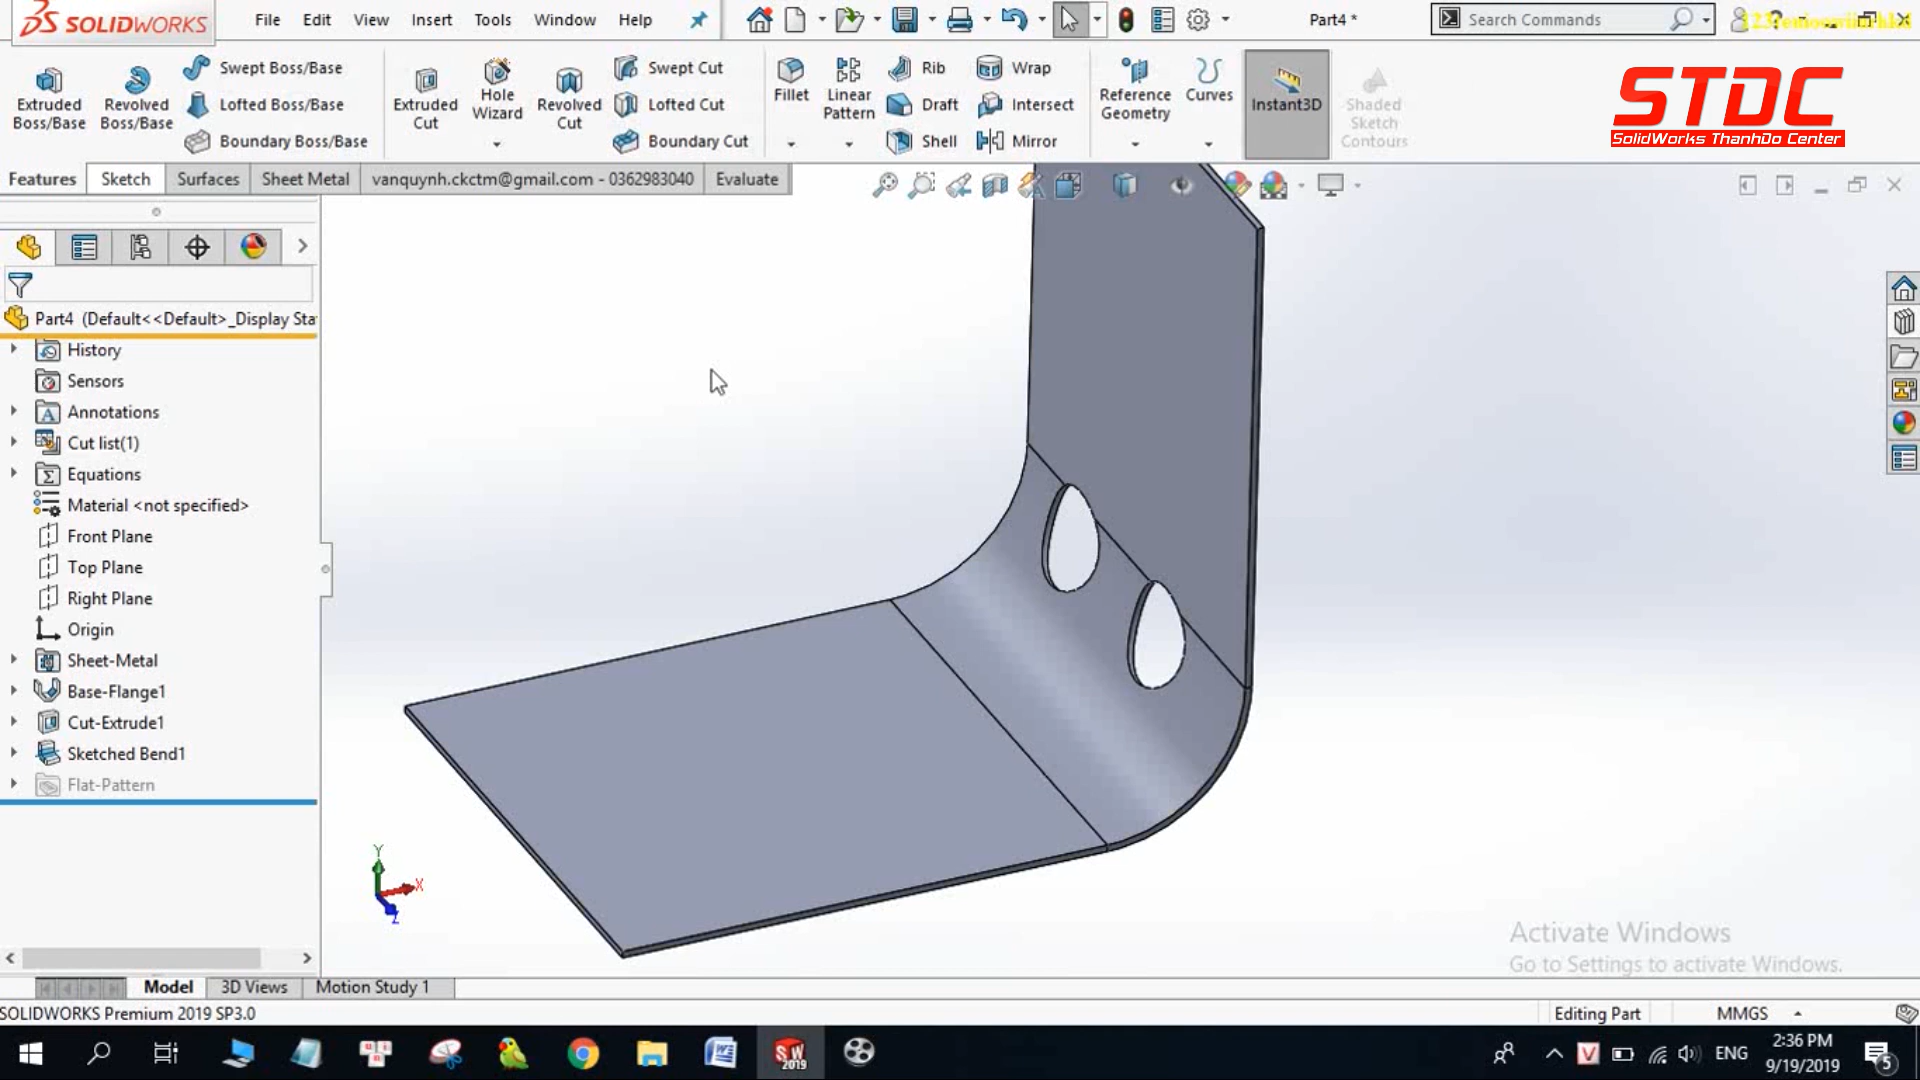 SOLIDWORKS
File Edit View Insert Tools Window Help
Part4 *
Search Commands
Extruded Boss/Base
Revolved Boss/Base
Swept Boss/Base
Lofted Boss/Base
Boundary Boss/Base
Extruded Cut
Hole Wizard
Revolved Cut
Swept Cut
Lofted Cut
Boundary Cut
Fillet
Linear Pattern
Rib
Draft
Shell
Wrap
Intersect
Mirror
Reference Geometry
Curves
Instant3D
Shaded Sketch Contours
STDC
SolidWorks ThanhDo Center
Features Sketch Surfaces Sheet Metal vanquynh.ckctm@gmail.com - 0362983040 Evaluate
Part4 (Default<<Default>_Display Sta
History
Sensors
Annotations
Cut list(1)
Equations
Material <not specified>
Front Plane
Top Plane
Right Plane
Origin
Sheet-Metal
Base-Flange1
Cut-Extrude1
Sketched Bend1
Flat-Pattern
Y
X
Z
Activate Windows
Go to Settings to activate Windows.
Model 3D Views Motion Study 1
SOLIDWORKS Premium 2019 SP3.0
Editing Part MMGS
SW 2019
ENG
2:36 PM
9/19/2019
5